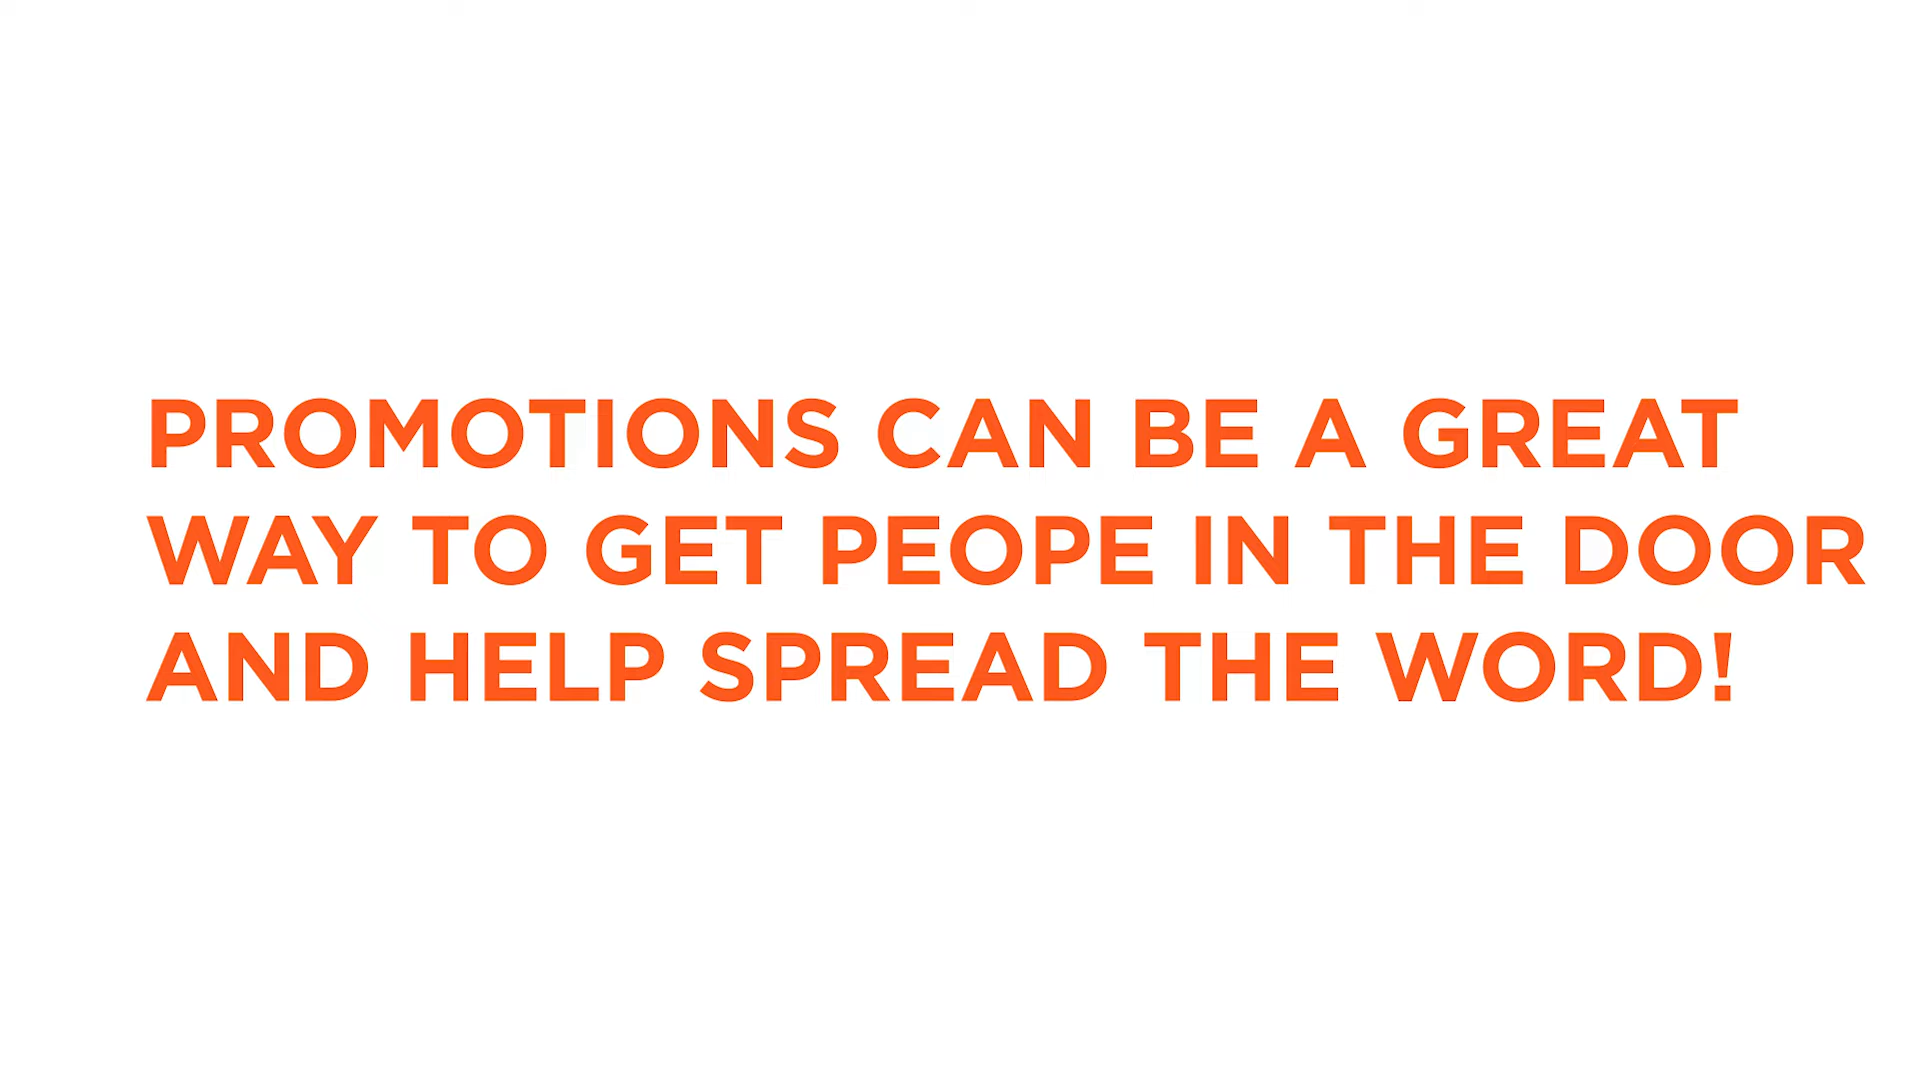 PROMOTIONS CAN BE A GREAT
WAY TO GET PEOPE IN THE DOOR
AND HELP SPREAD THE WORD!